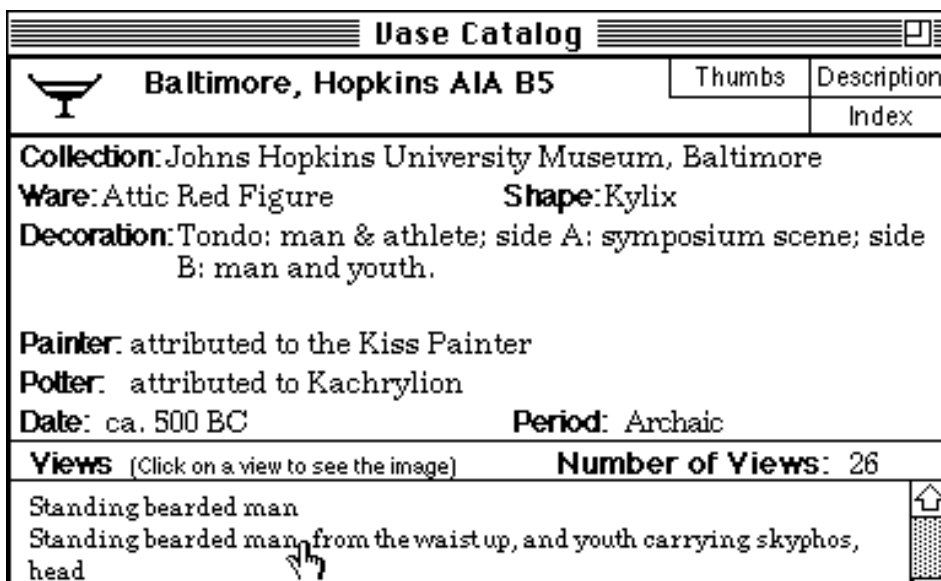 Vase Catalog
Baltimore, Hopkins AIA B5
Thumbs
Description
Index
Collection: Johns Hopkins University Museum, Baltimore
Ware: Attic Red Figure Shape: Kylix
Decoration: Tondo: man & athlete; side A: symposium scene; side
B: man and youth.
Painter: attributed to the Kiss Painter
Potter: attributed to Kachrylion
Date: ca. 500 BC Period: Archaic
Views (Click on a view to see the image) Number of Views: 26
Standing bearded man
Standing bearded man, from the waist up, and youth carrying skyphos,
head